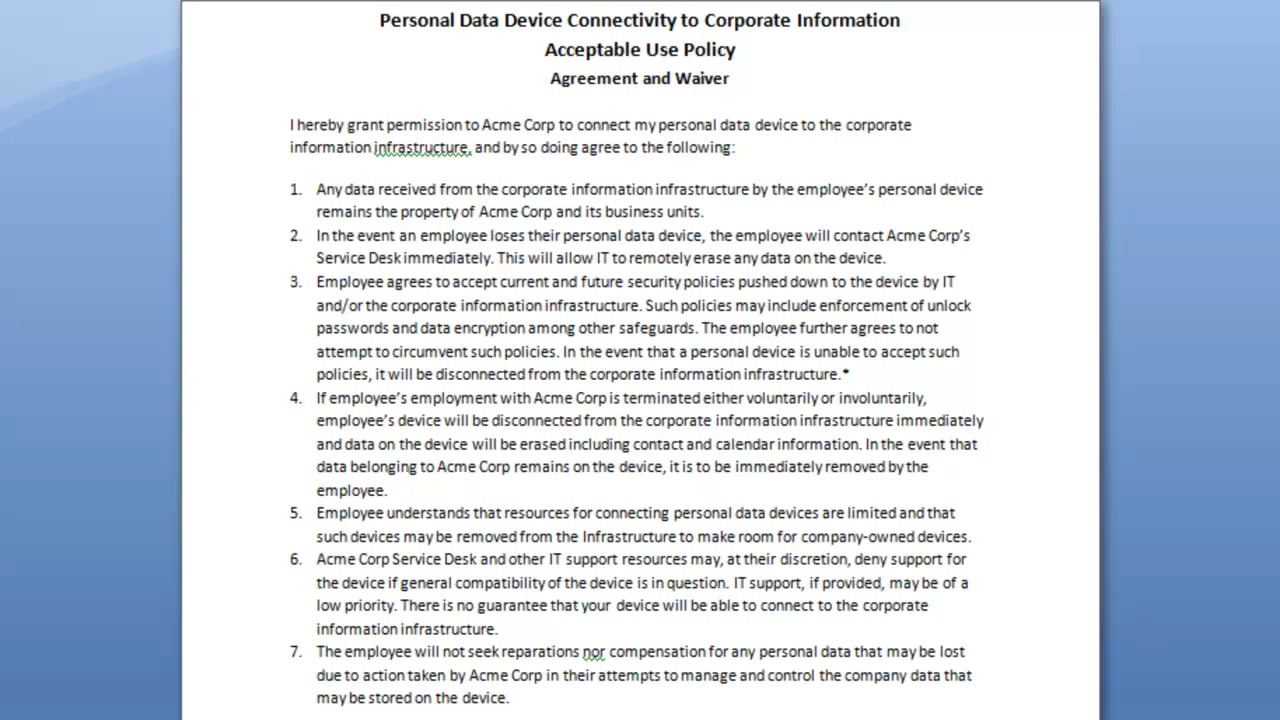 Personal Data Device Connectivity to Corporate Information
Acceptable Use Policy
Agreement and Waiver
I hereby grant permission to Acme Corp to connect my personal data device to the corporate
information infrastructure, and by so doing agree to the following:
1. Any data received from the corporate information infrastructure by the employee's personal device
remains the property of Acme Corp and its business units.
2. In the event an employee loses their personal data device, the employee will contact Acme Corp's
Service Desk immediately. This will allow IT to remotely erase any data on the device.
3. Employee agrees to accept current and future security policies pushed down to the device by IT
and/or the corporate information infrastructure. Such policies may include enforcement of unlock
passwords and data encryption among other safeguards. The employee further agrees to not
attempt to circumvent such policies. In the event that a personal device is unable to accept such
policies, it will be disconnected from the corporate information infrastructure.*
4. If employee's employment with Acme Corp is terminated either voluntarily or involuntarily,
employee's device will be disconnected from the corporate information infrastructure immediately
and data on the device will be erased including contact and calendar information. In the event that
data belonging to Acme Corp remains on the device, it is to be immediately removed by the
employee.
5. Employee understands that resources for connecting personal data devices are limited and that
such devices may be removed from the Infrastructure to make room for company-owned devices.
6. Acme Corp Service Desk and other IT support resources may, at their discretion, deny support for
the device if general compatibility of the device is in question. IT support, if provided, may be of a
low priority. There is no guarantee that your device will be able to connect to the corporate
information infrastructure.
7. The employee will not seek reparations nor compensation for any personal data that may be lost
due to action taken by Acme Corp in their attempts to manage and control the company data that
may be stored on the device.